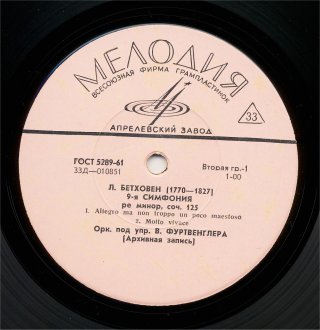 МЕЛОДИЯ
ВСЕСОЮЗНАЯ ФИРМА ГРАМПЛАСТИНОК
33
АПРЕЛЕВСКИЙ ЗАВОД
ГОСТ 5289-61
33Д—010851
Вторая гр.-1
1-00
Л. БЕТХОВЕН (1770—1827)
9-я СИМФОНИЯ
ре минор, соч. 125
1. Allegro ma non troppo un poco maestoso
2. Molto vivace
Орк. под упр. В. ФУРТВЕНГЛЕРА
(Архивная запись)